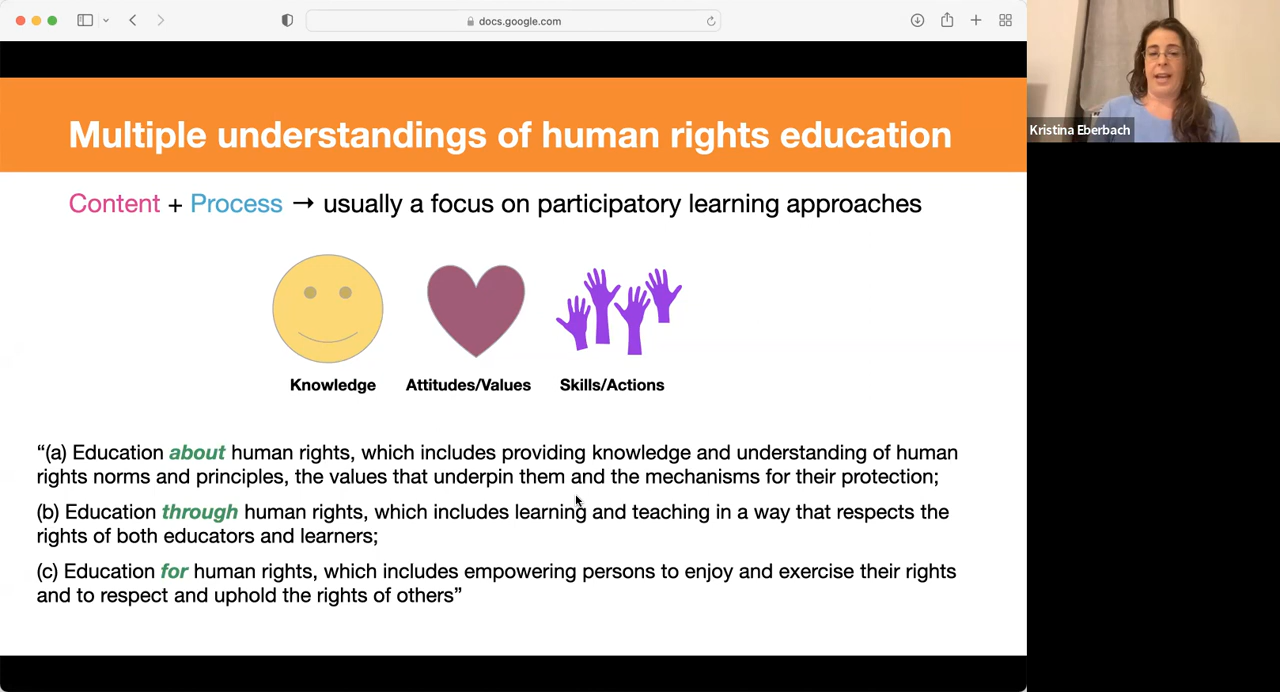 docs.google.com
Kristina Eberbach
Multiple understandings of human rights education
Content + Process → usually a focus on participatory learning approaches
Knowledge
Attitudes/Values
Skills/Actions
“(a) Education about human rights, which includes providing knowledge and understanding of human
rights norms and principles, the values that underpin them and the mechanisms for their protection;
(b) Education through human rights, which includes learning and teaching in a way that respects the
rights of both educators and learners;
(c) Education for human rights, which includes empowering persons to enjoy and exercise their rights
and to respect and uphold the rights of others”